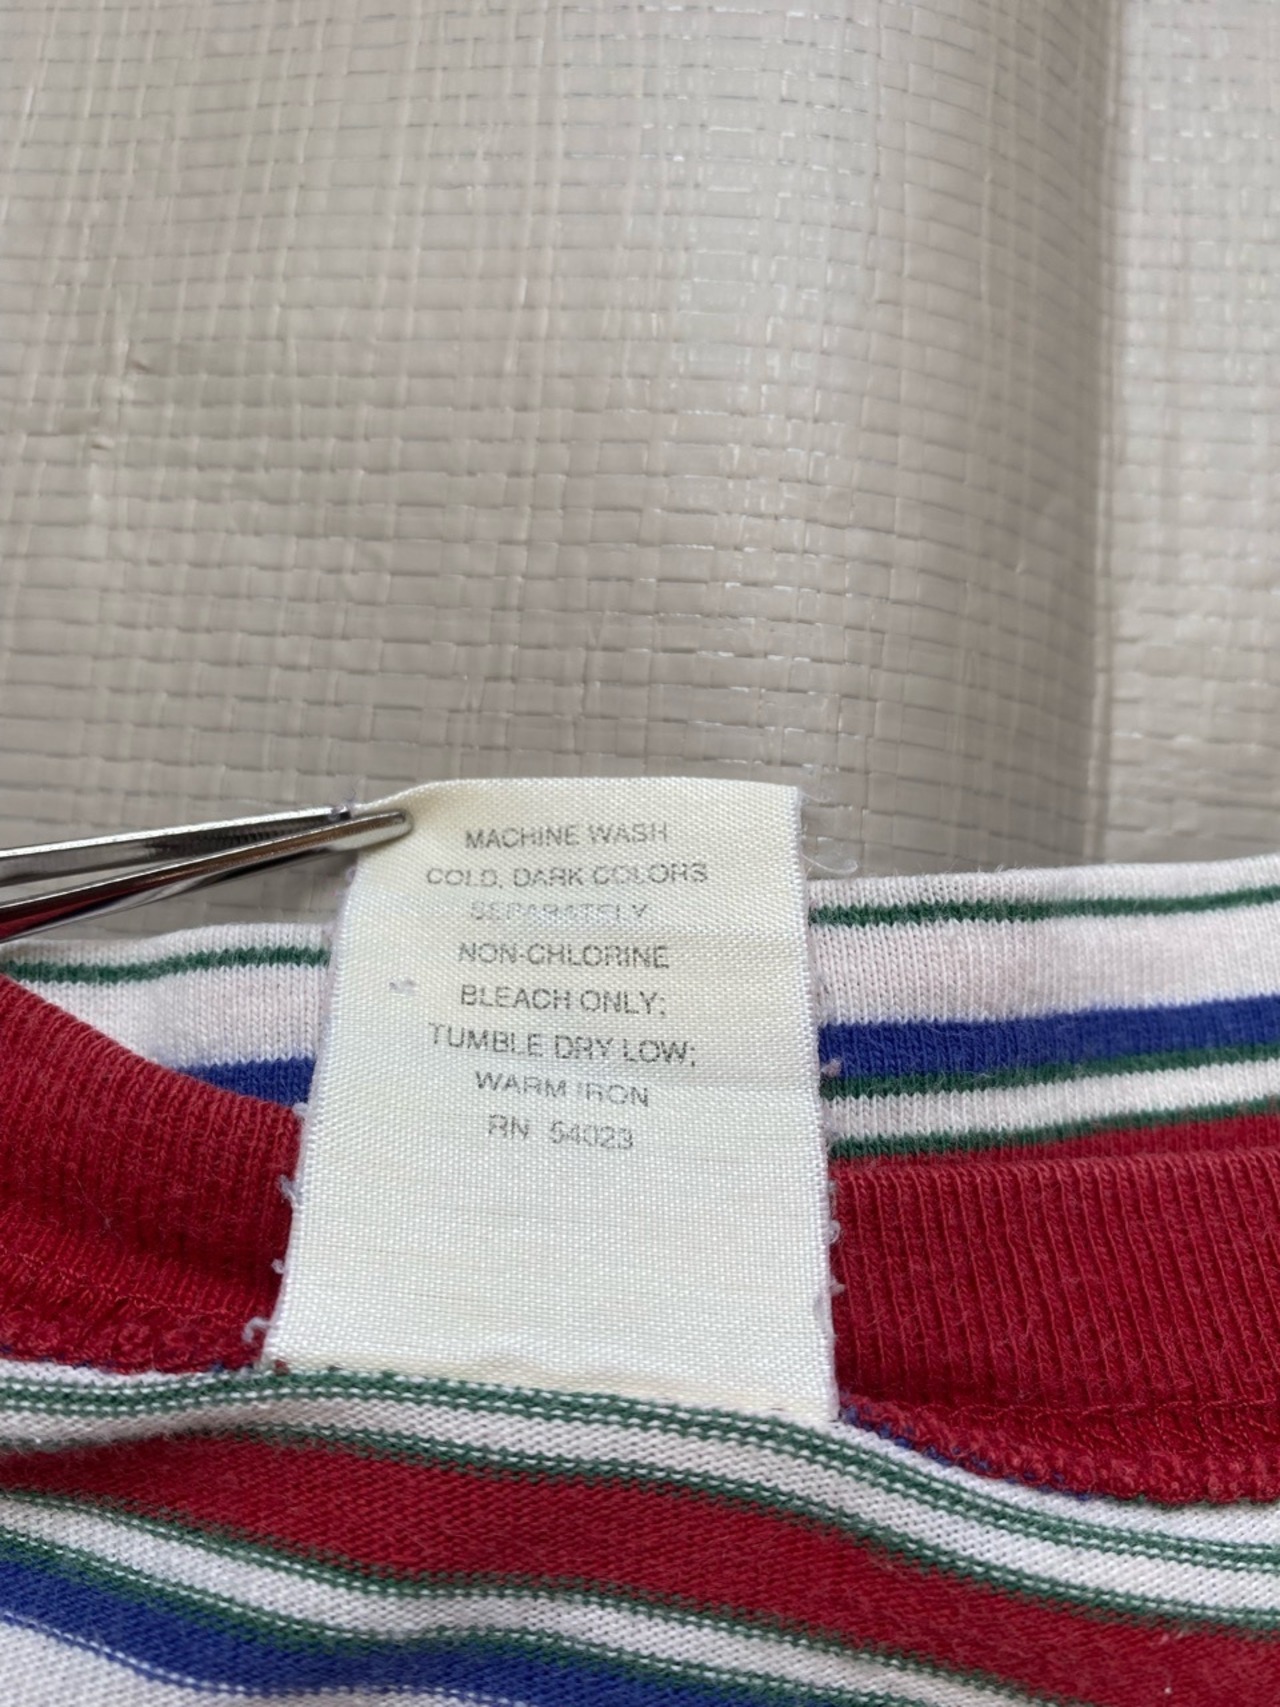 MACHINE WASH
COLD, DARK COLORS
SEPARATELY
NON-CHLORINE
BLEACH ONLY;
TUMBLE DRY LOW;
WARM IRON
RN 54023